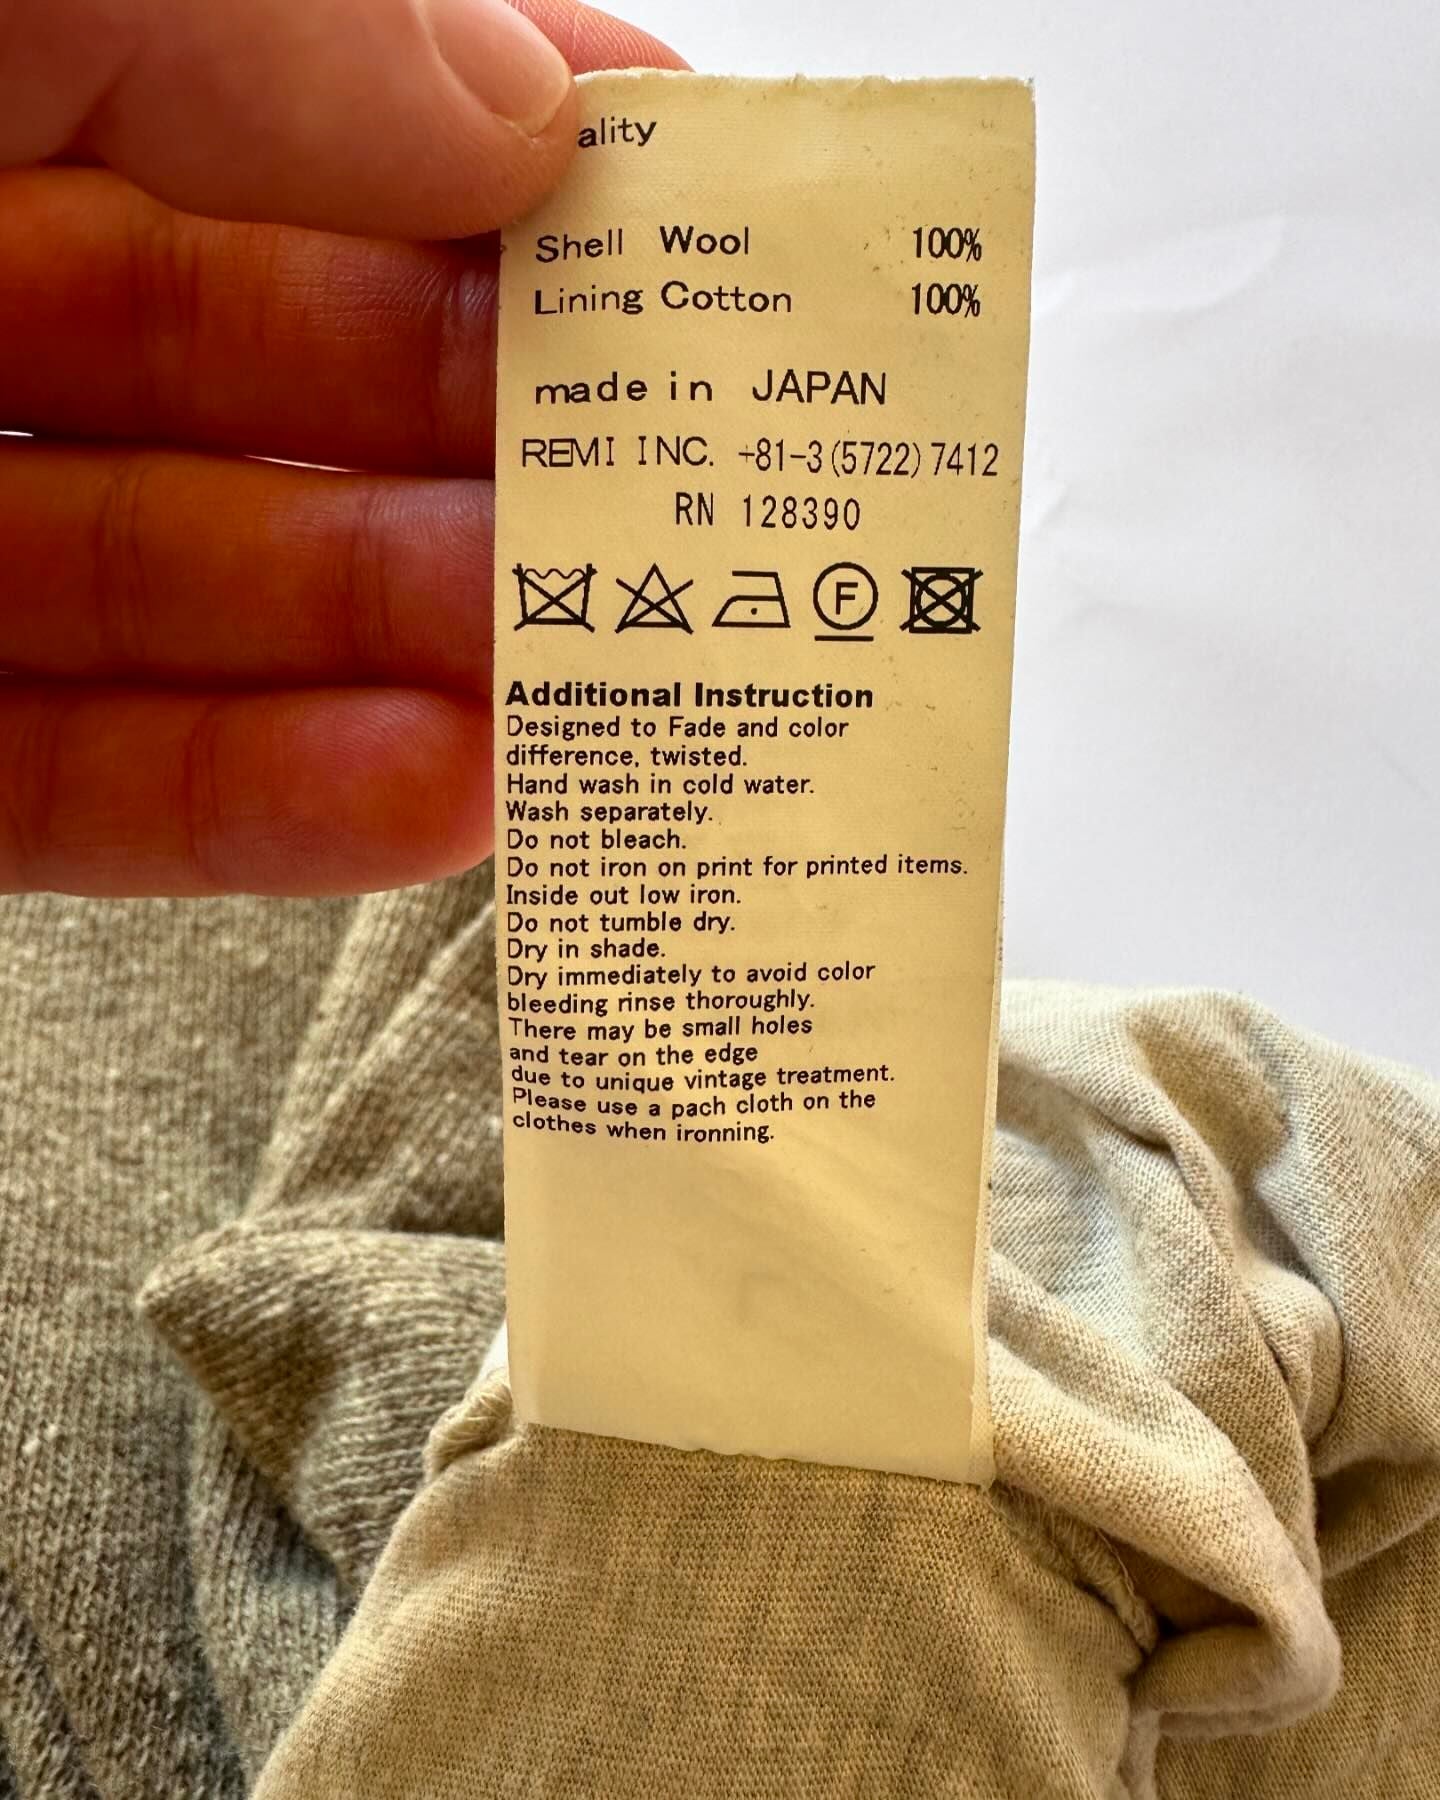 ality
Shell Wool 100%
Lining Cotton 100%
made in JAPAN
REMI INC. +81-3(5722)7412
RN 128390
F
Additional Instruction
Designed to Fade and color
difference, twisted.
Hand wash in cold water.
Wash separately.
Do not bleach.
Do not iron on print for printed items.
Inside out low iron.
Do not tumble dry.
Dry in shade.
Dry immediately to avoid color
bleeding rinse thoroughly.
There may be small holes
and tear on the edge
due to unique vintage treatment.
Please use a pach cloth on the
clothes when ironning.